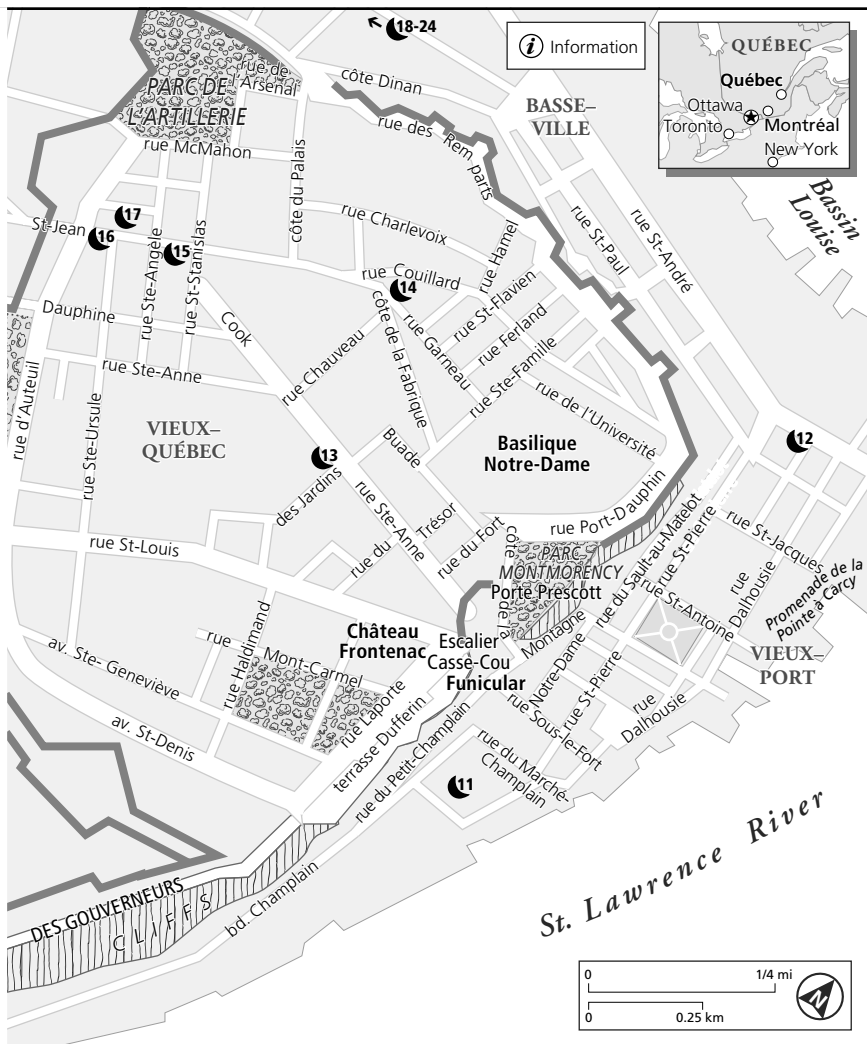 18-24
Information
QUÉBEC
Québec
Ottawa
Toronto
Montréal
New York
PARC DE
L'ARTILLERIE
rue de
l'Arsenal
côte Dinan
BASSE–
VILLE
rue des Remparts
rue McMahon
côte du Palais
Bassin
Louise
17
St-Jean
16
15
rue Ste-Angèle
rue St-Stanislas
rue Charlevoix
rue Hamel
rue St-Paul
rue St-André
rue Couillard
14
Dauphine
Cook
rue St-Flavien
rue Ferland
rue Garneau
côte de la Fabrique
rue Chauveau
rue Ste-Famille
rue Ste-Anne
rue d'Auteuil
rue Ste-Ursule
VIEUX–
QUÉBEC
rue de l'Université
Basilique
Notre-Dame
12
13
Buade
des Jardins
rue Ste-Anne
rue du Trésor
rue du Fort
rue Port-Dauphin
rue St-Louis
côte de la Montagne
PARC
MONTMORENCY
Porte Prescott
rue du Sault-au-Matelot
rue St-Pierre
rue St-Jacques
rue St-Antoine
rue
Dalhousie
Promenade de la
Pointe à Carcy
VIEUX–
PORT
rue Haldimand
rue Mont-Carmel
Château
Frontenac
Escalier
Casse-Cou
Funicular
Notre-Dame
rue St-Pierre
rue Sous-le-Fort
rue
Dalhousie
av. Ste- Geneviève
av. St-Denis
rue Laporte
terrasse Dufferin
rue du Petit-Champlain
rue du Marché-
Champlain
11
DES GOUVERNEURS
CLIFFS
bd. Champlain
St. Lawrence River
0 1/4 mi
0 0.25 km
N